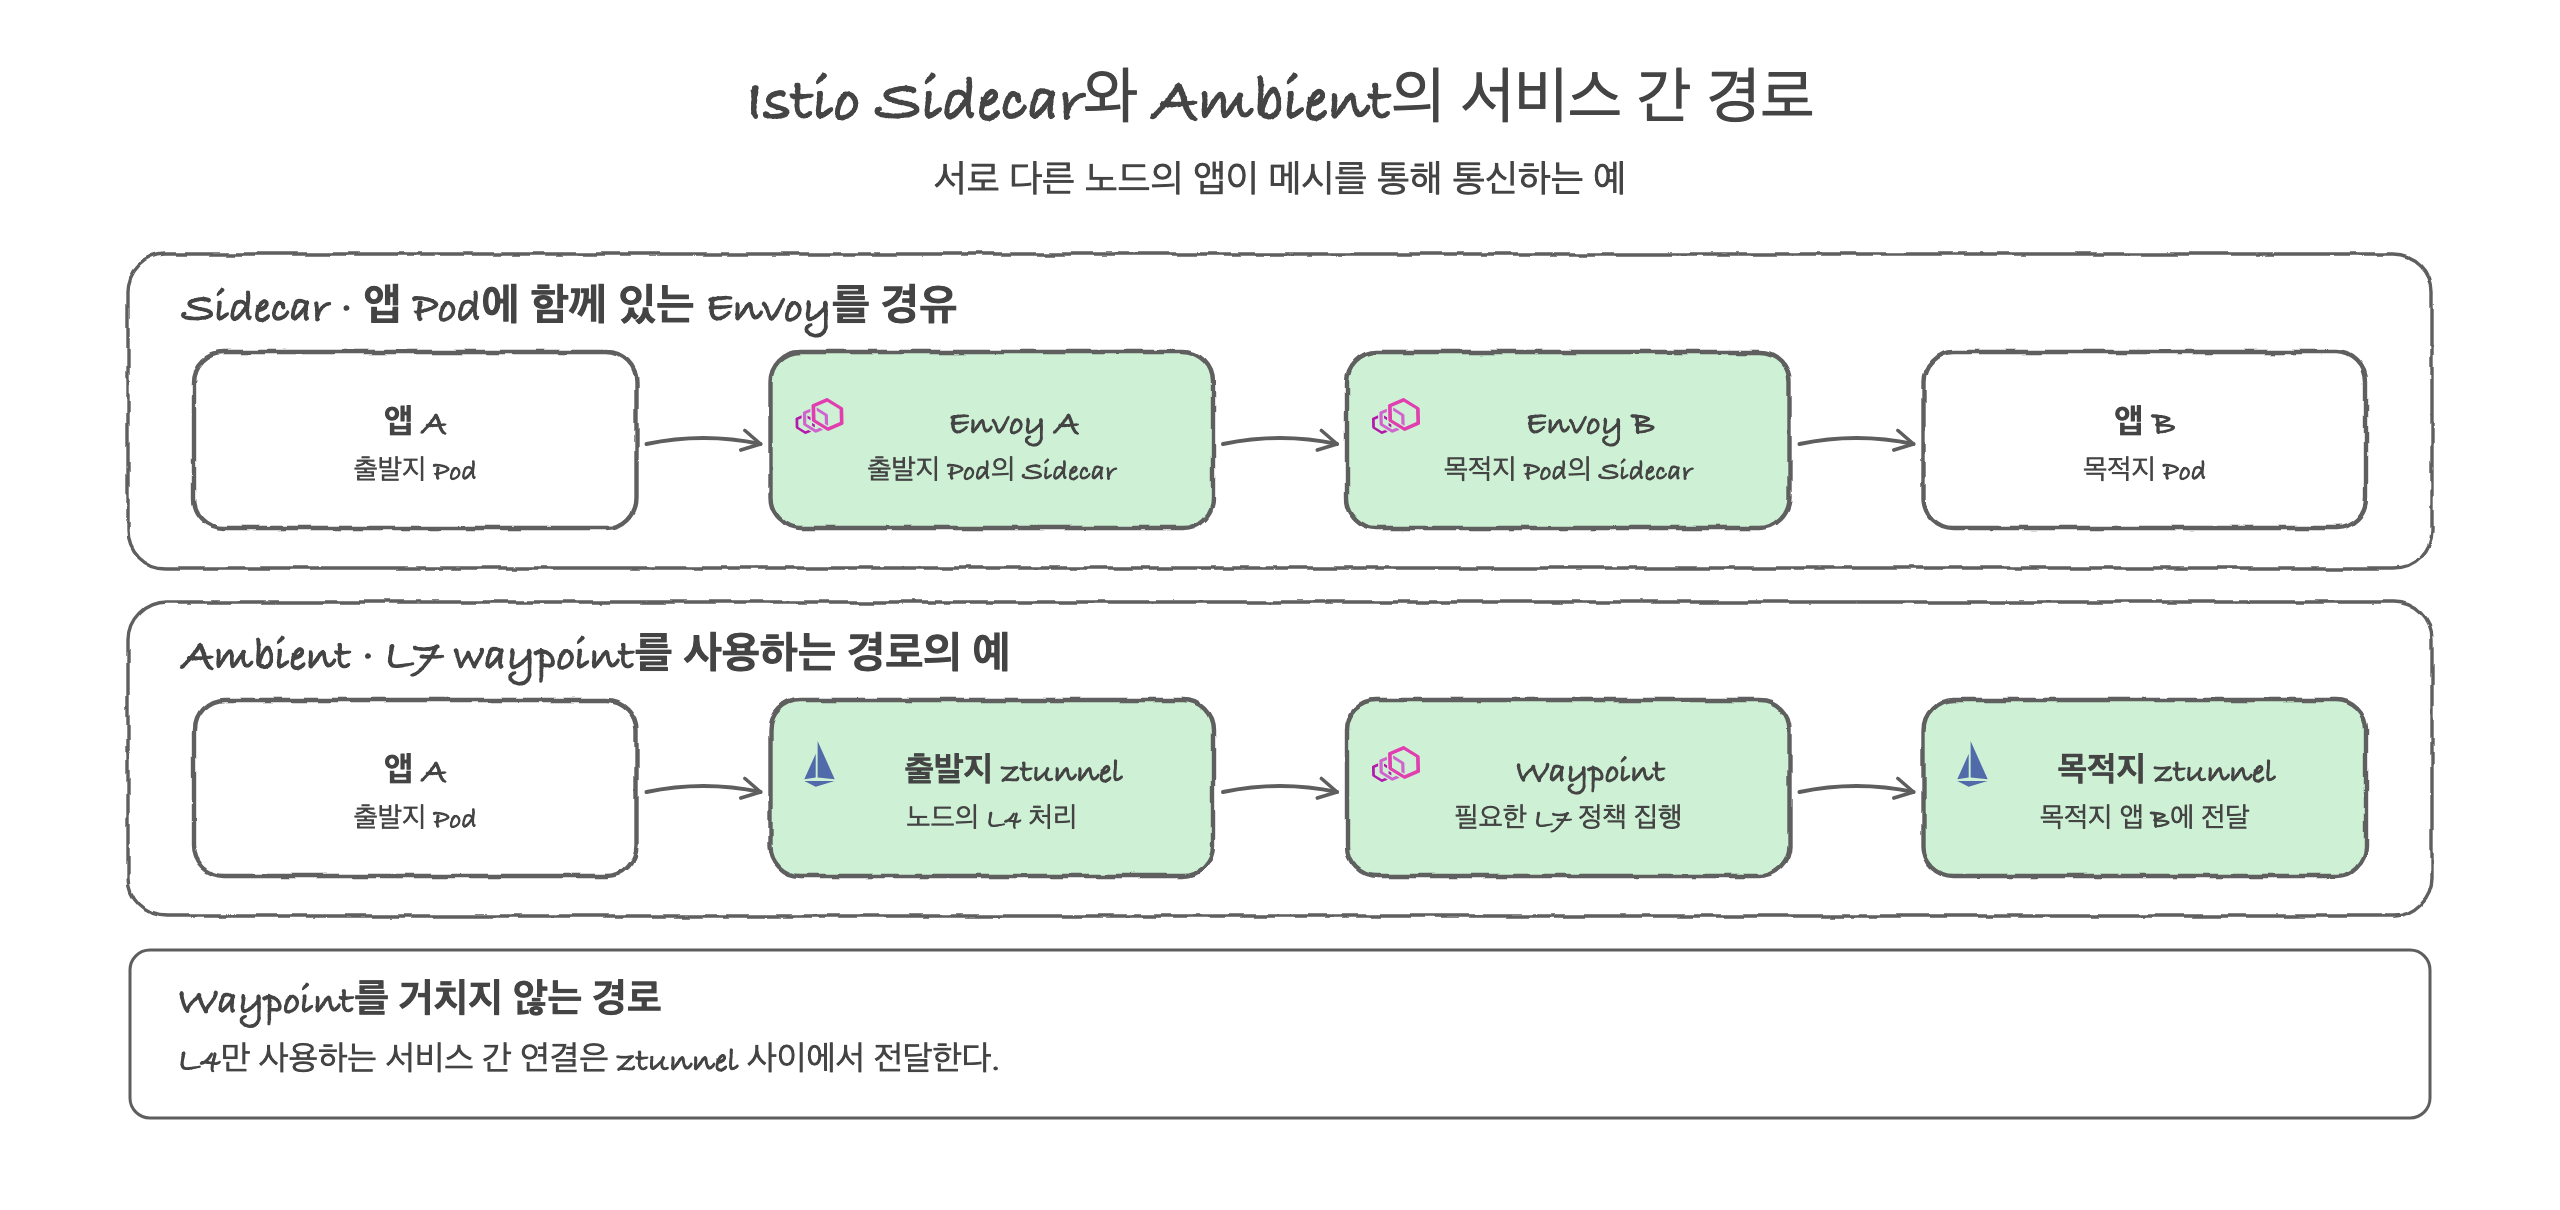 Istio Sidecar와 Ambient의 서비스 간 경로
서로 다른 노드의 앱이 메시를 통해 통신하는 예
Sidecar · 앱 Pod에 함께 있는 Envoy를 경유
앱 A
출발지 Pod
Envoy A
출발지 Pod의 Sidecar
Envoy B
목적지 Pod의 Sidecar
앱 B
목적지 Pod
Ambient · L7 waypoint를 사용하는 경로의 예
앱 A
출발지 Pod
출발지 ztunnel
노드의 L4 처리
Waypoint
필요한 L7 정책 집행
목적지 ztunnel
목적지 앱 B에 전달
Waypoint를 거치지 않는 경로
L4만 사용하는 서비스 간 연결은 ztunnel 사이에서 전달한다.